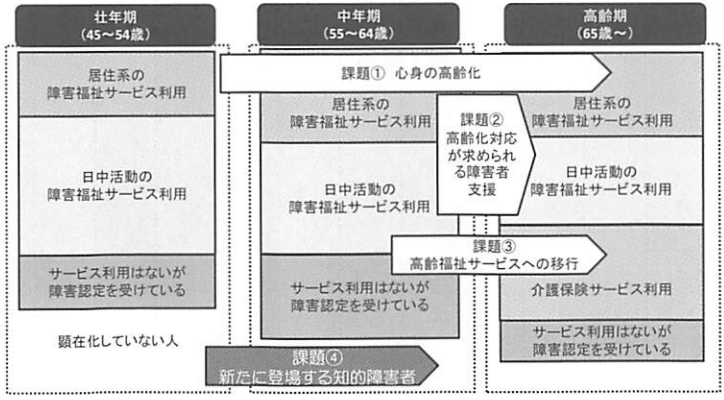 壮年期
(45～54歳)
居住系の
障害福祉サービス利用
日中活動の
障害福祉サービス利用
サービス利用はないが
障害認定を受けている
顕在化していない人
中年期
(55～64歳)
課題① 心身の高齢化
居住系の
障害福祉サービス利用
課題②
高齢化対応
が求められ
る障害者
支援
日中活動の
障害福祉サービス利用
課題③
高齢福祉サービスへの移行
サービス利用はないが
障害認定を受けている
課題④
新たに登場する知的障害者
高齢期
(65歳～)
居住系の
障害福祉サービス利用
日中活動の
障害福祉サービス利用
介護保険サービス利用
サービス利用はないが
障害認定を受けている